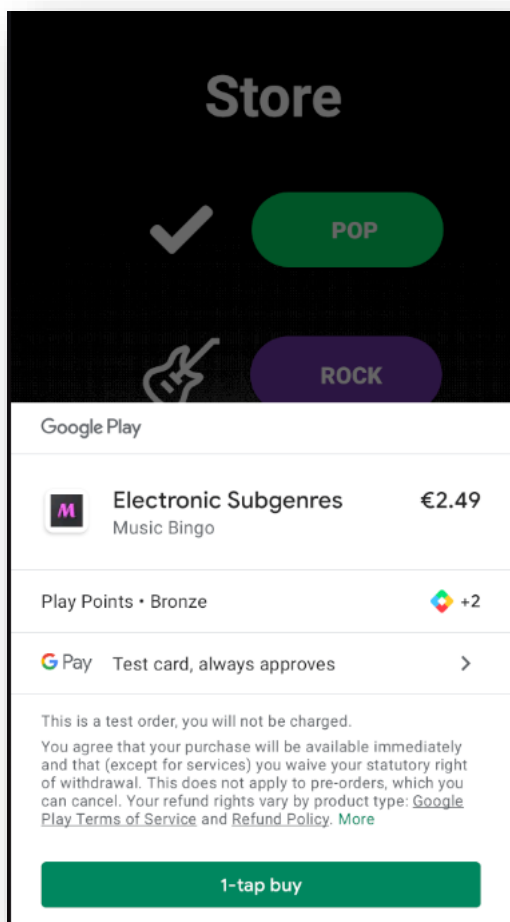 Store
POP
ROCK
Google Play
M
Electronic Subgenres
€2.49
Music Bingo
Play Points • Bronze
+2
G Pay
Test card, always approves
This is a test order, you will not be charged.
You agree that your purchase will be available immediately
and that (except for services) you waive your statutory right
of withdrawal. This does not apply to pre-orders, which you
can cancel. Your refund rights vary by product type: Google
Play Terms of Service and Refund Policy. More
1-tap buy